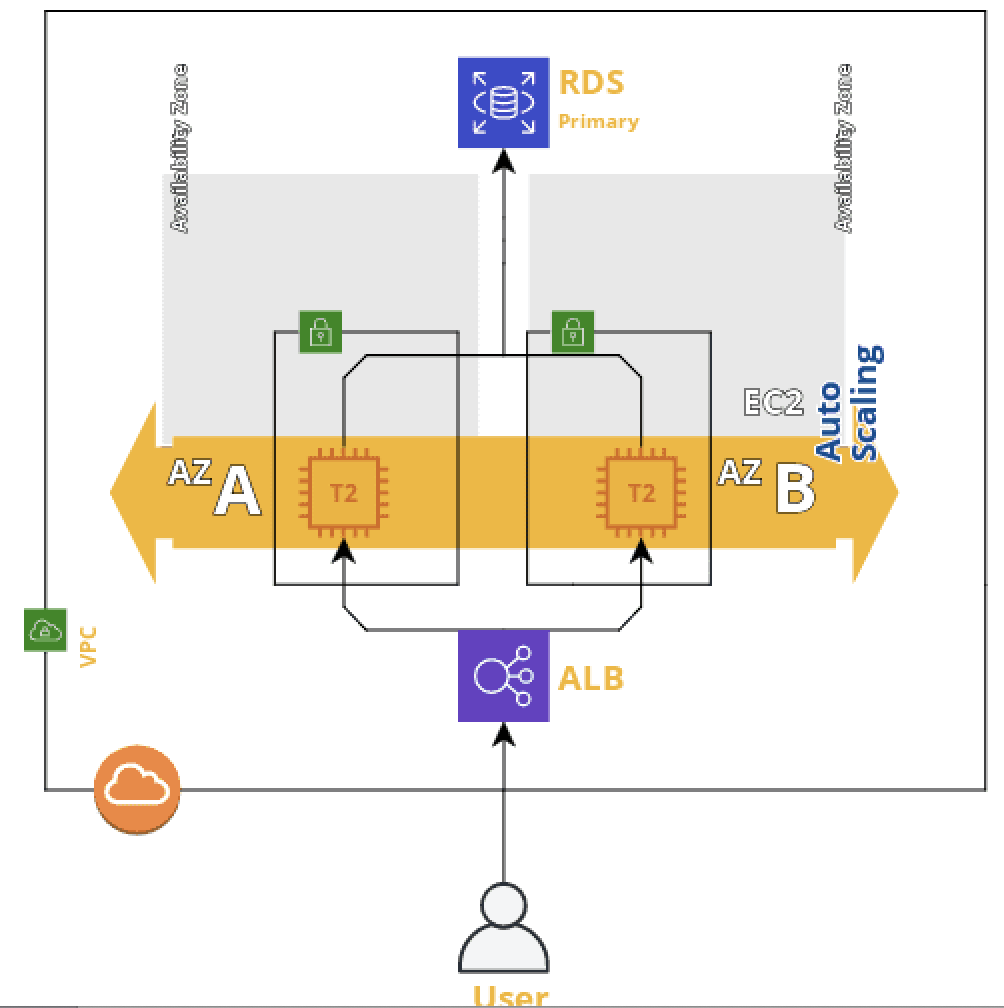 Availability Zone
RDS
Primary
Availability Zone
EC2
Auto
Scaling
AZ A
T2
T2
AZ B
VPC
ALB
User